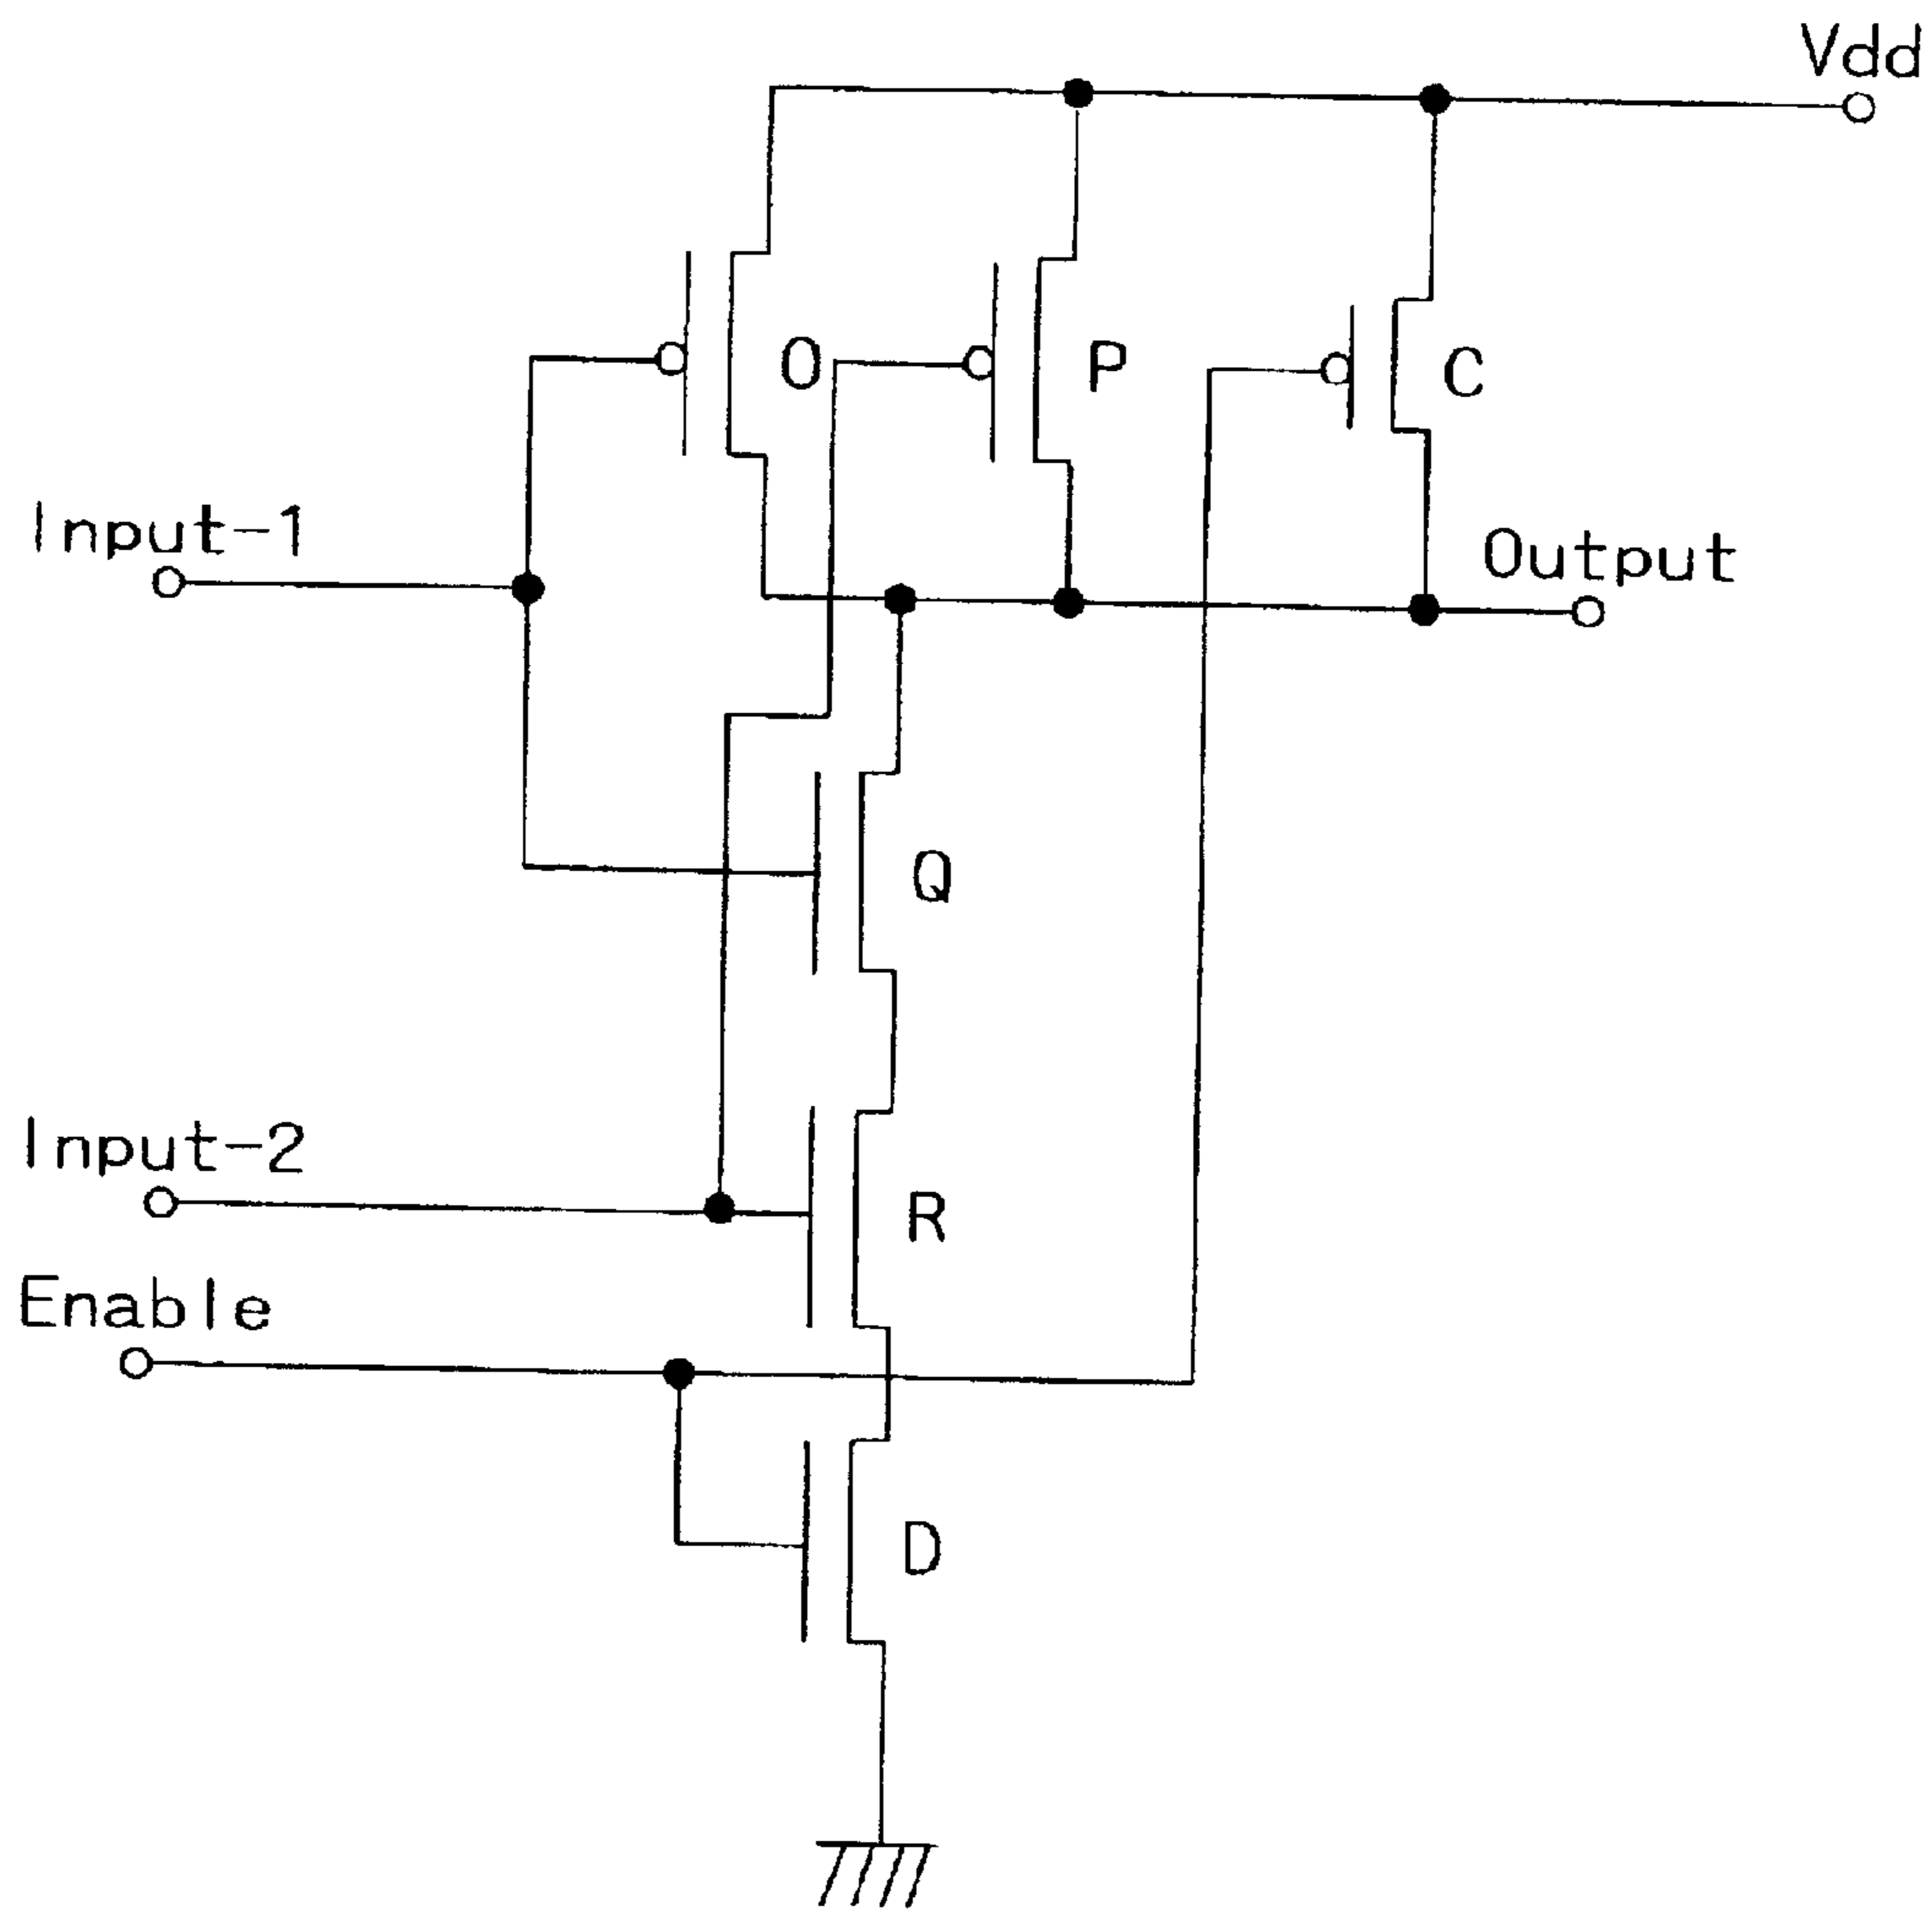 Vdd
O
P
C
Input-1
Output
Q
Input-2
R
Enable
D